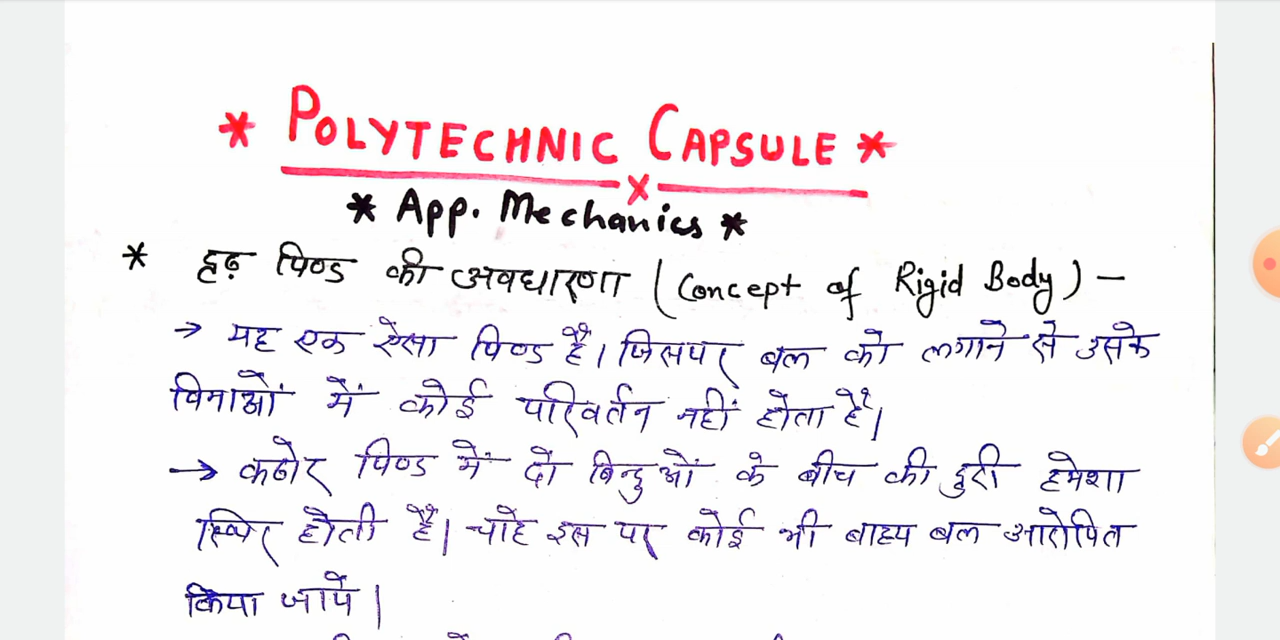 * POLYTECHNIC CAPSULE *
x
* App. Mechanics *
* दृढ़ पिण्ड की अवधारणा (Concept of Rigid Body) -
→ यह एक ऐसा पिण्ड है। जिसपर बल को लगाने से उसके
विमाओं में कोई परिवर्तन नहीं होता है।
→ कठोर पिण्ड में दो बिन्दुओं के बीच की दुरी हमेशा
स्थिर होती है। चाहे इस पर कोई भी बाह्य बल आरोपित
किया जाये।